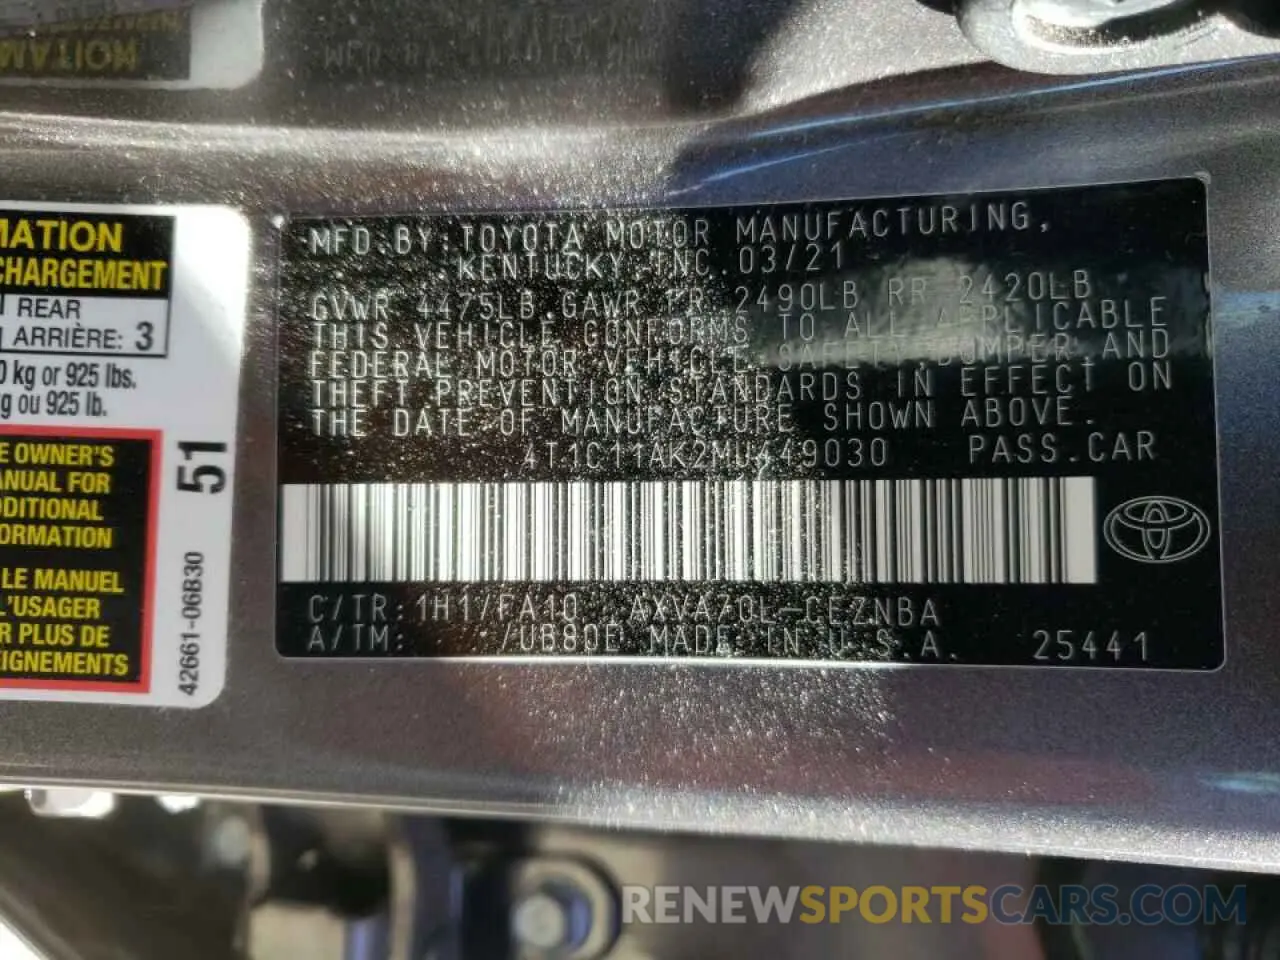 MATION
CHARGEMENT
REAR
ARRIÈRE: 3
0 kg or 925 lbs.
g ou 925 lb.
E OWNER'S
ANUAL FOR
DDITIONAL
FORMATION
LE MANUEL
L'USAGER
R PLUS DE
EIGNEMENTS
51
42661-06B30
MFD.BY:TOYOTA MOTOR MANUFACTURING,
KENTUCKY,INC.03/21
GVWR 4475LB GAWR FR 2490LB RR 2420LB
THIS VEHICLE CONFORMS TO ALL APPLICABLE
FEDERAL MOTOR VEHICLE SAFETY,BUMPER,AND
THEFT PREVENTION STANDARDS IN EFFECT ON
THE DATE OF MANUFACTURE SHOWN ABOVE.
4T1C11AK2MU449030 PASS.CAR
C/TR:1H1/FA10 AXVA70L-CEZNBA
A/TM: /UB80E MADE IN U.S.A. 25441
RENEWSPORTSCARS.COM